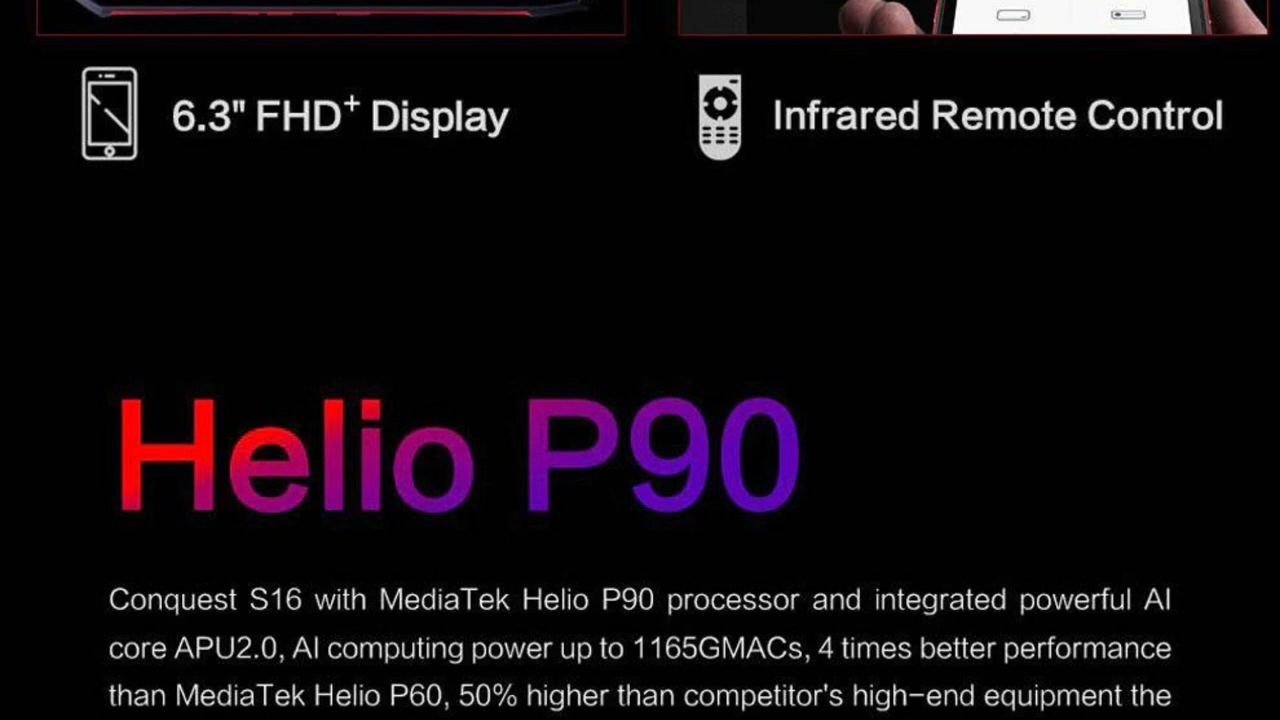 6.3" FHD+ Display
Infrared Remote Control
Helio P90
Conquest S16 with MediaTek Helio P90 processor and integrated powerful AI
core APU2.0, AI computing power up to 1165GMACs, 4 times better performance
than MediaTek Helio P60, 50% higher than competitor's high-end equipment the